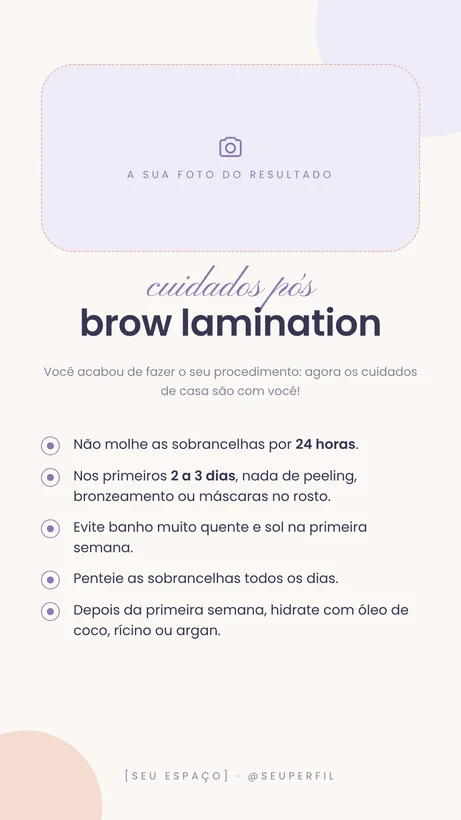 A SUA FOTO DO RESULTADO
cuidados pós
brow lamination
Você acabou de fazer o seu procedimento: agora os cuidados
de casa são com você!
Não molhe as sobrancelhas por 24 horas.
Nos primeiros 2 a 3 dias, nada de peeling,
bronzeamento ou máscaras no rosto.
Evite banho muito quente e sol na primeira
semana.
Penteie as sobrancelhas todos os dias.
Depois da primeira semana, hidrate com óleo de
coco, rícino ou argan.
[SEU ESPAÇO] · @SEUPERFIL